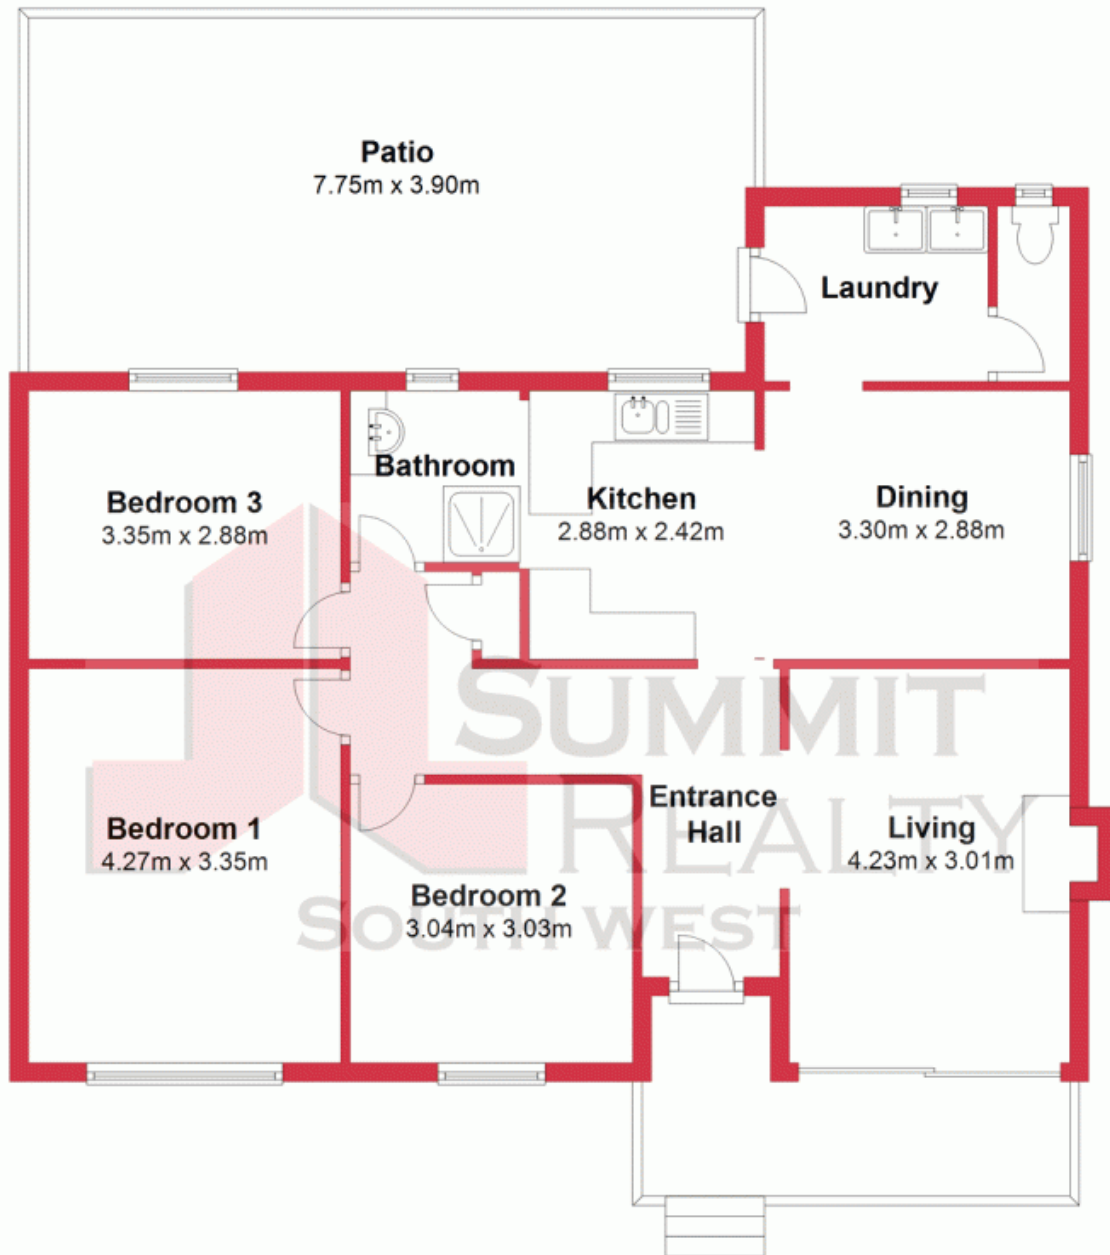 Patio
7.75m x 3.90m
Laundry
Bathroom
Bedroom 3
3.35m x 2.88m
Kitchen
2.88m x 2.42m
Dining
3.30m x 2.88m
SUMMIT
REALTY
SOUTH WEST
Entrance
Hall
Bedroom 1
4.27m x 3.35m
Living
4.23m x 3.01m
Bedroom 2
3.04m x 3.03m